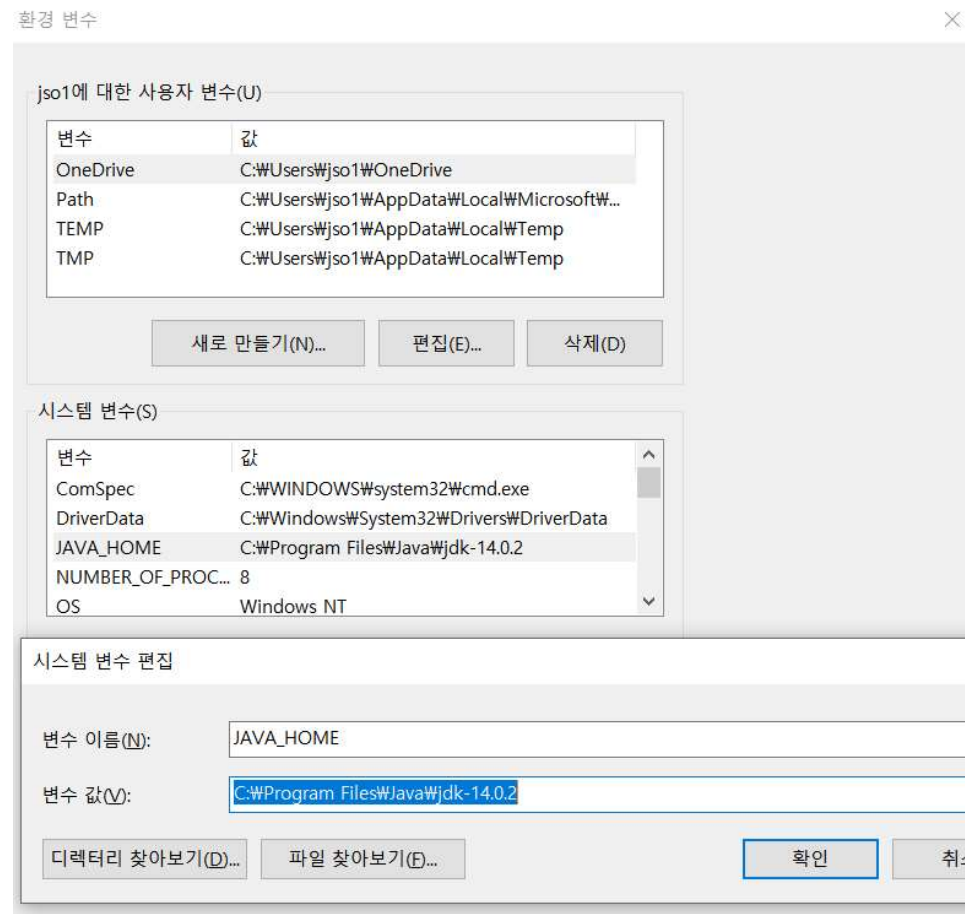 환경 변수
jso1에 대한 사용자 변수(U)
변수 값
OneDrive C:₩Users₩jso1₩OneDrive
Path C:₩Users₩jso1₩AppData₩Local₩Microsoft₩...
TEMP C:₩Users₩jso1₩AppData₩Local₩Temp
TMP C:₩Users₩jso1₩AppData₩Local₩Temp
새로 만들기(N)... 편집(E)... 삭제(D)
시스템 변수(S)
변수 값
ComSpec C:₩WINDOWS₩system32₩cmd.exe
DriverData C:₩Windows₩System32₩Drivers₩DriverData
JAVA_HOME C:₩Program Files₩Java₩jdk-14.0.2
NUMBER_OF_PROC... 8
OS Windows NT
시스템 변수 편집
변수 이름(N): JAVA_HOME
변수 값(V): C:₩Program Files₩Java₩jdk-14.0.2
디렉터리 찾아보기(D)... 파일 찾아보기(F)... 확인